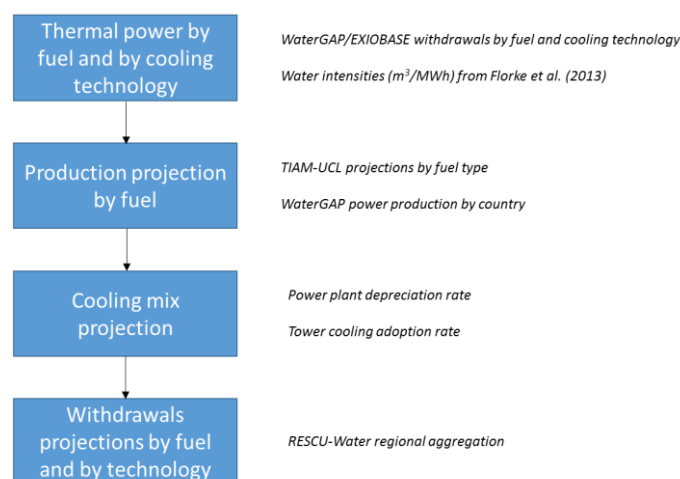 Thermal power by
fuel and by cooling
technology
WaterGAP/EXIOBASE withdrawals by fuel and cooling technology
Water intensities (m³/MWh) from Florke et al. (2013)
Production projection
by fuel
TIAM-UCL projections by fuel type
WaterGAP power production by country
Cooling mix
projection
Power plant depreciation rate
Tower cooling adoption rate
Withdrawals
projections by fuel
and by technology
RESCU-Water regional aggregation